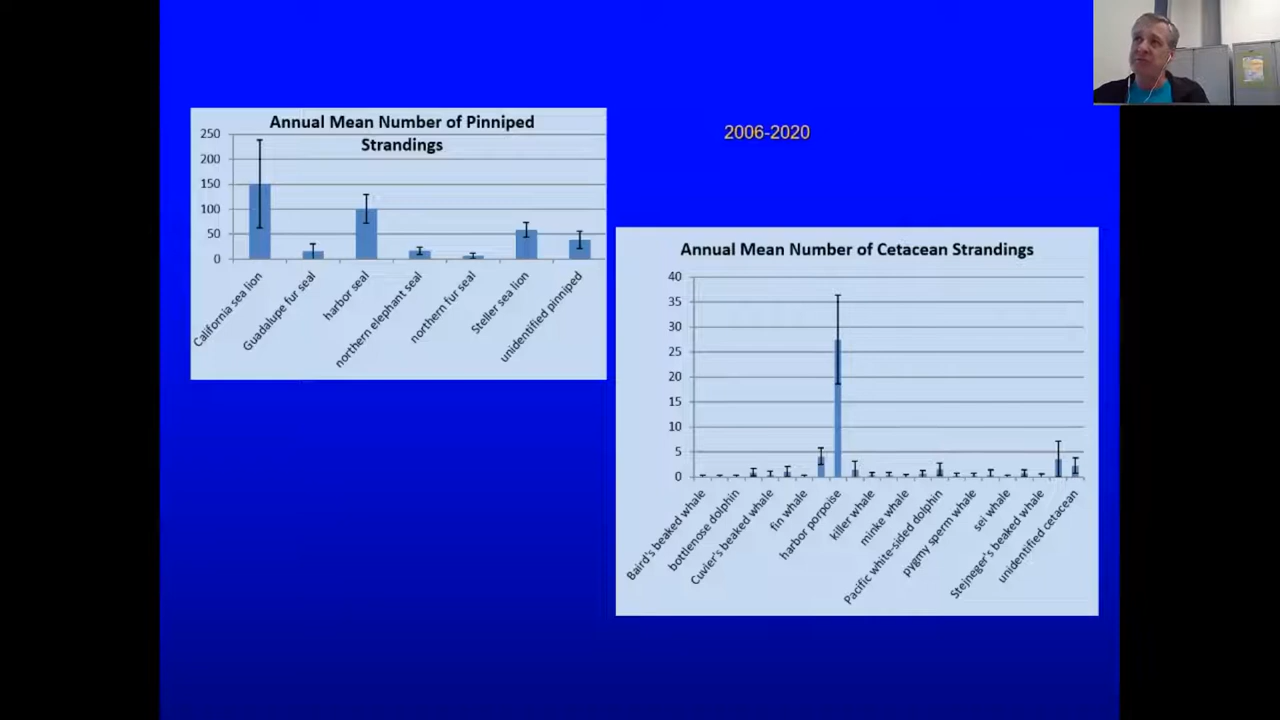 Annual Mean Number of Pinniped
Strandings
250
200
150
100
50
0
California sea lion
Guadalupe fur seal
harbor seal
northern elephant seal
northern fur seal
Steller sea lion
unidentified pinniped
2006-2020
Annual Mean Number of Cetacean Strandings
40
35
30
25
20
15
10
5
0
Baird's beaked whale
bottlenose dolphin
Cuvier's beaked whale
fin whale
harbor porpoise
killer whale
minke whale
Pacific white-sided dolphin
pygmy sperm whale
sei whale
Stejneger's beaked whale
unidentified cetacean